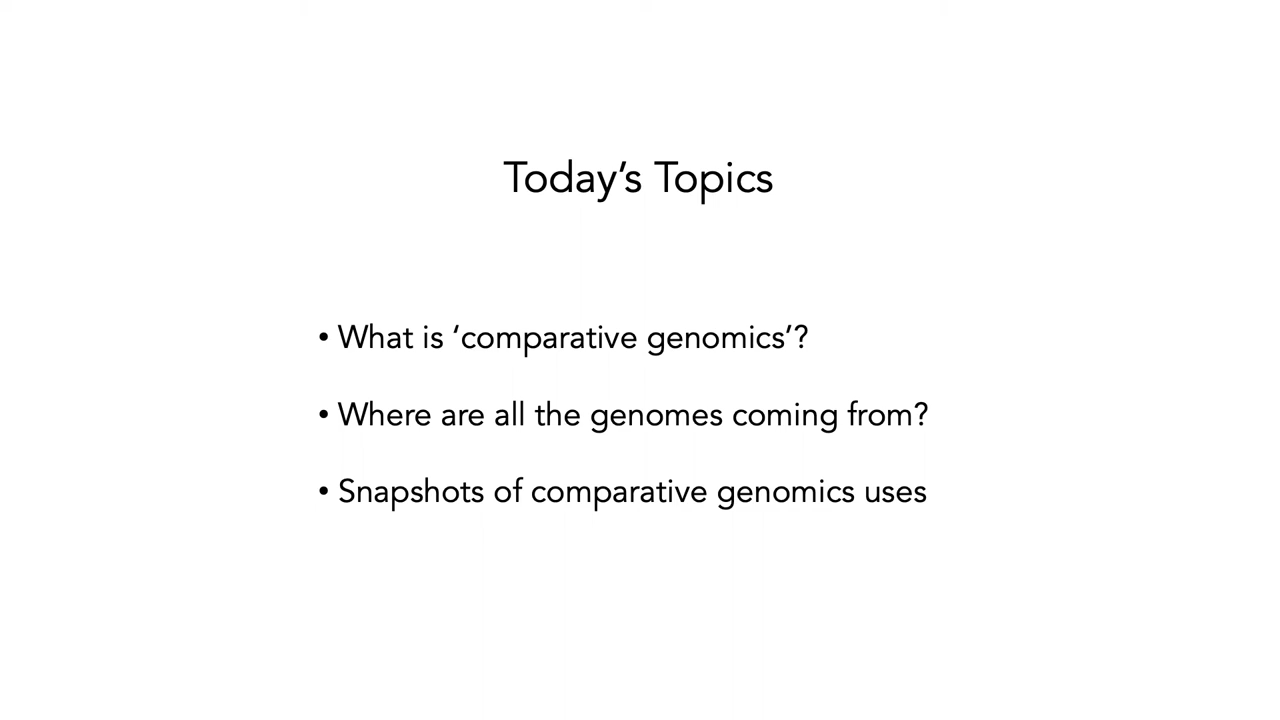 Today’s Topics
• What is ‘comparative genomics’?
• Where are all the genomes coming from?
• Snapshots of comparative genomics uses